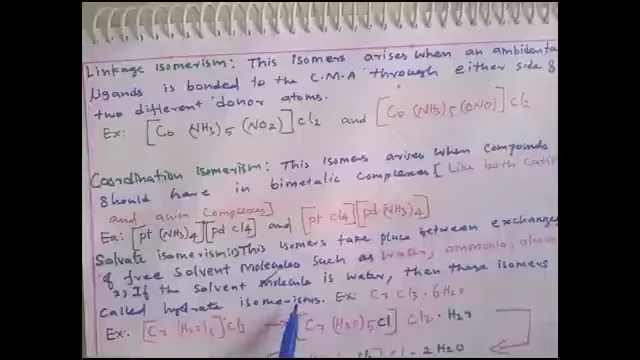 Linkage isomerism: This isomers arises when an ambidenta
ligands is bonded to the C.M.A through either side &
two different donor atoms.
Ex: [Co (NH3)5 (NO2)] Cl2 and [Co (NH3)5 (ONO)] Cl2
Coordination isomerism: This isomers arises when compounds
should have in bimetalic complexes [ Like both Catio
and anion Complexes]
Ex: [pt (NH3)4][pd Cl4] and [pt Cl4][pd (NH3)4]
Solvate isomerism: This isomers take place between exchange
of free solvent molecules such as water, ammonia,
2) If the solvent molecule is water, then these isomers
called hydrate isomerisms. Ex: Cr Cl3 . 6H2O
Ex: [Cr (H2O)6] Cl3 → [Cr (H2O)5 Cl] Cl2 . H2O
Cl . 2H2O